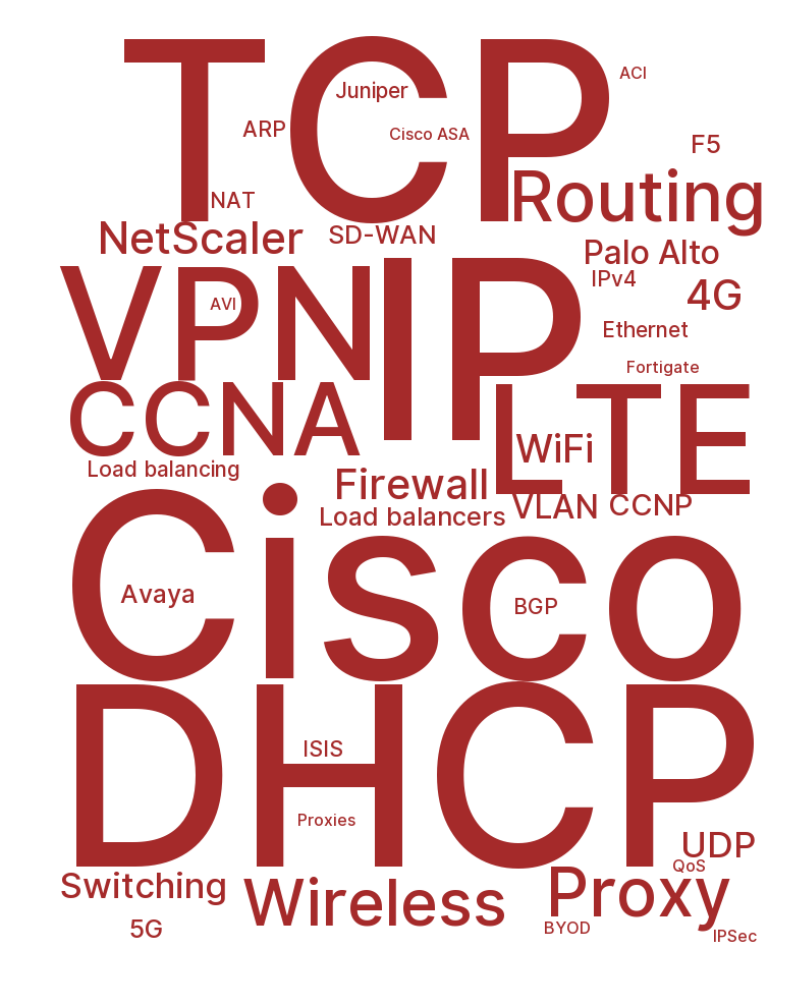 TCP
ACI
Juniper
ARP
Cisco ASA
F5
NAT
Routing
NetScaler
SD-WAN
Palo Alto
IPv4
4G
VPN
IP
AVI
Ethernet
Fortigate
CCNA
LTE
WiFi
Load balancing
Firewall
VLAN
CCNP
Load balancers
Cisco
Avaya
BGP
DHCP
ISIS
Proxies
UDP
QoS
Switching
Wireless
Proxy
5G
BYOD
IPSec